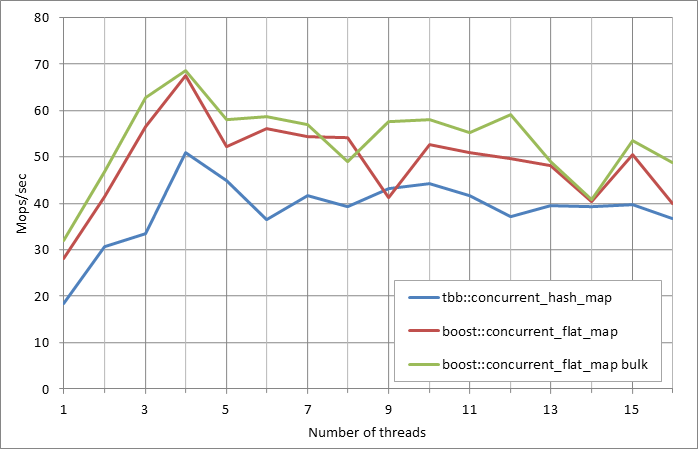 80
70
60
50
40
30
20
10
0
Mops/sec
tbb::concurrent_hash_map
boost::concurrent_flat_map
boost::concurrent_flat_map bulk
1 3 5 7 9 11 13 15
Number of threads